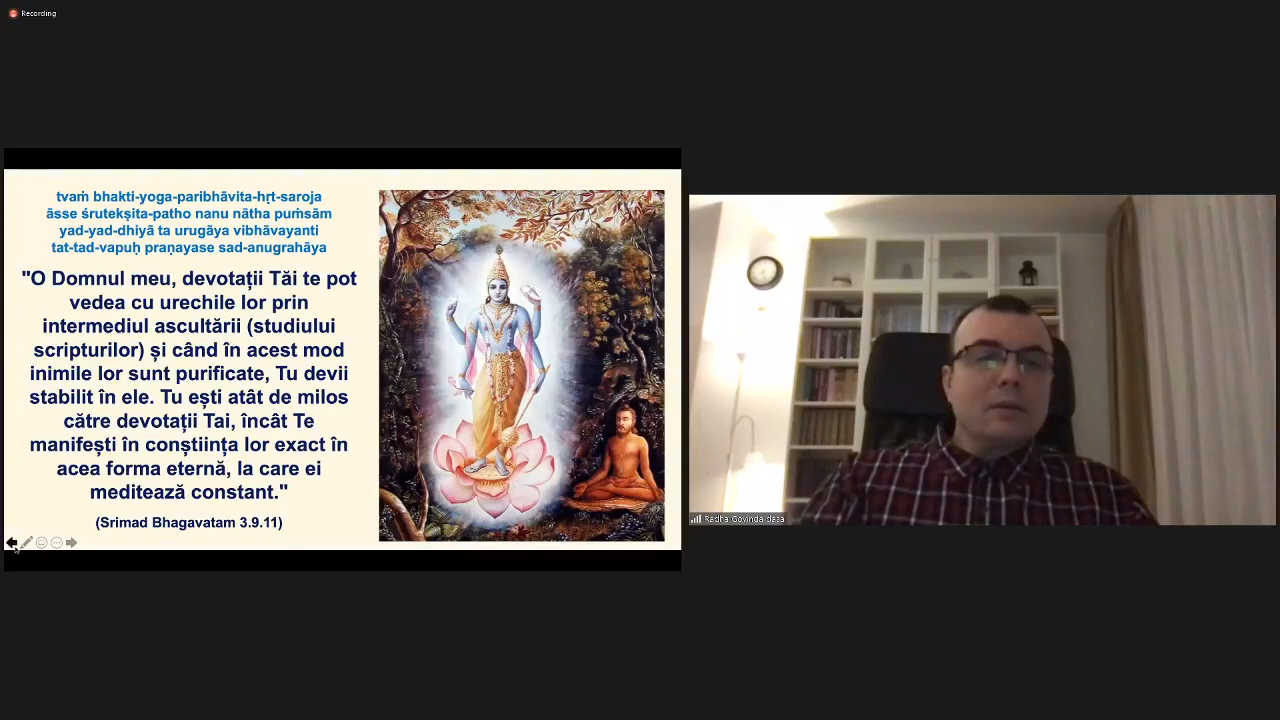 Recording
tvaṁ bhakti-yoga-paribhāvita-hṛt-saroja
āsse śrutekṣita-patho nanu nātha puṁsām
yad-yad-dhiyā ta urugāya vibhāvayanti
tat-tad-vapuḥ praṇayase sad-anugrahāya
"O Domnul meu, devotații Tăi te pot
vedea cu urechile lor prin
intermediul ascultării (studiului
scripturilor) și când în acest mod
inimile lor sunt purificate, Tu devii
stabilit în ele. Tu ești atât de milos
către devotații Tai, încât Te
manifești în conștiința lor exact în
acea forma eternă, la care ei
meditează constant."
(Srimad Bhagavatam 3.9.11)
Radha Govinda dasa